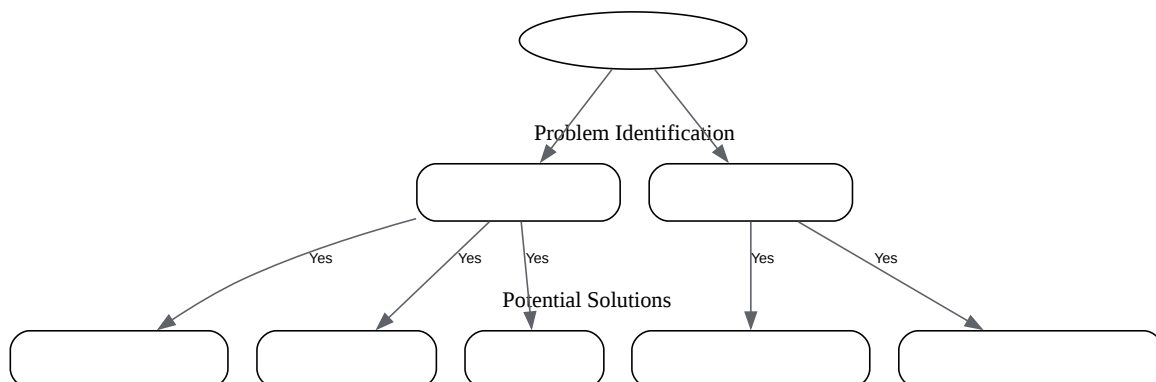 Problem Identification
Yes
Yes
Yes
Yes
Yes
Potential Solutions